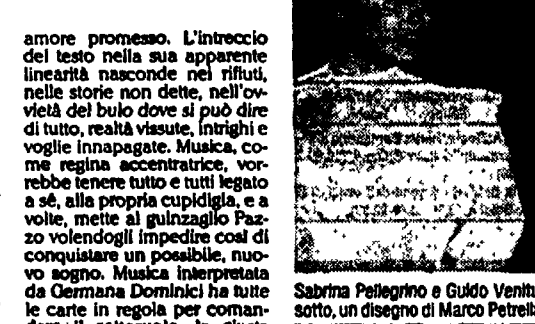 amore promesso. L'intreccio
del testo nella sua apparente
linearità nasconde nei rifiuti,
nelle storie non dette, nell'ov-
vietà del buio dove si può dire
di tutto, realtà vissute, intrighi e
voglie innapagate. Musica, co-
me regina accentratrice, vor-
rebbe tenere tutto e tutti legato
a sé, alla propria cupidigia, e a
volte, mette al guinzaglio Paz-
zo volendogli impedire così di
conquistare un possibile, nuo-
vo sogno. Musica interpretata
da Germana Dominici ha tutte
le carte in regola per coman-
Sabrina Pellegrino e Guido Ventu
sotto, un disegno di Marco Petrell